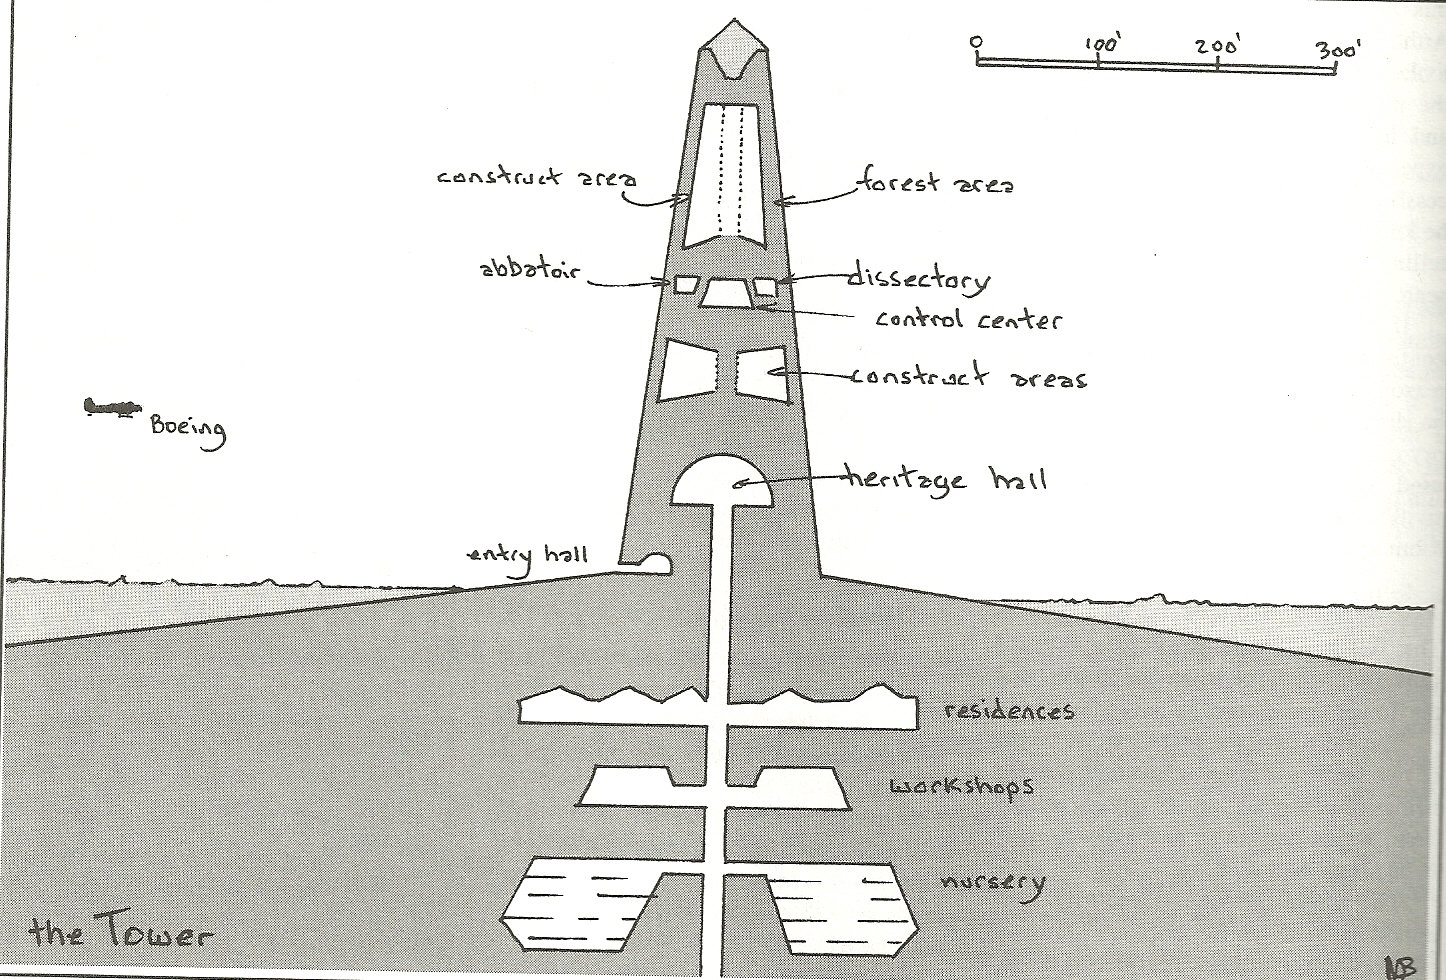 0 100' 200' 300'
construct area
forest area
abbatoir
dissectory
control center
construct areas
Boeing
heritage hall
entry hall
residences
workshops
nursery
the Tower
MB